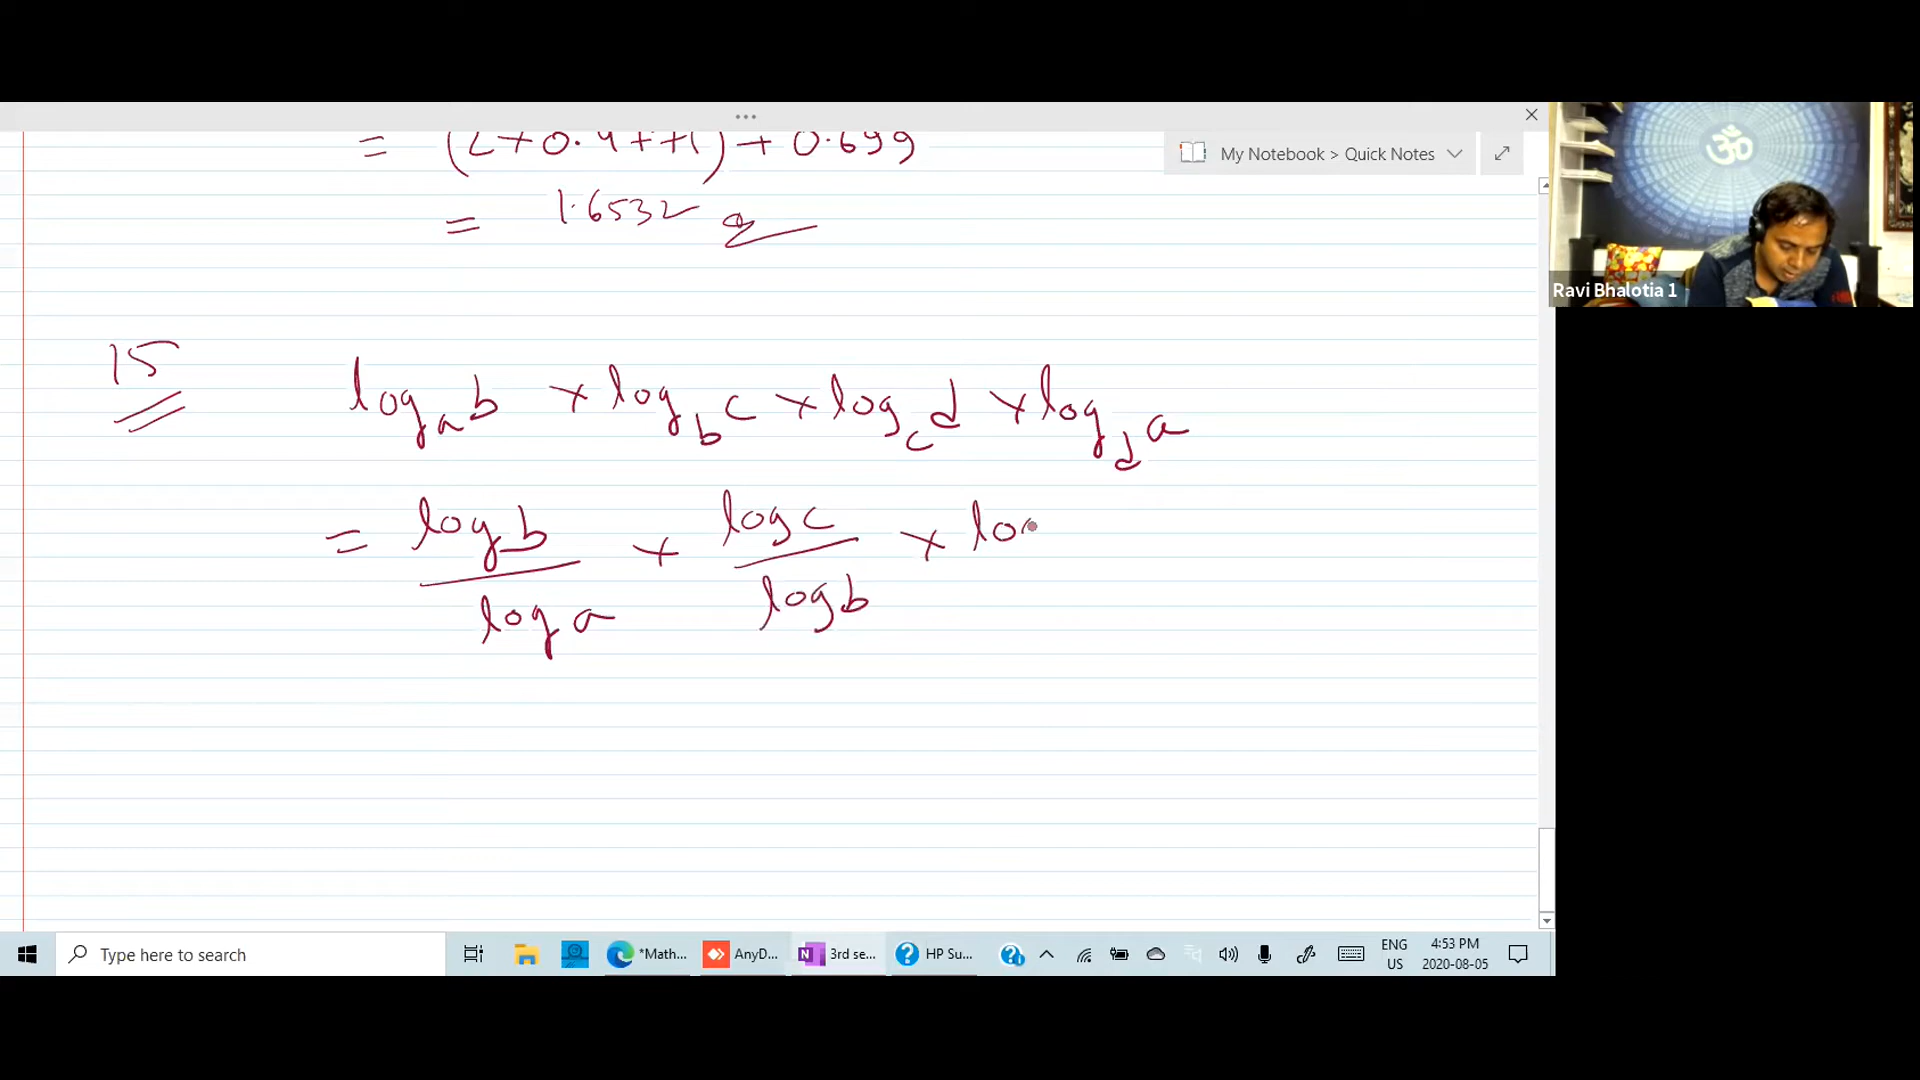 = (2 × 0.4771) + 0.699
My Notebook > Quick Notes
= 1.6532
Ravi Bhalotia 1
15
log_a b × log_b c × log_c d × log_d a
= log b / log a × log c / log b × lo
Type here to search
*Math...
AnyD...
3rd se...
HP Su...
ENG
US
4:53 PM
2020-08-05